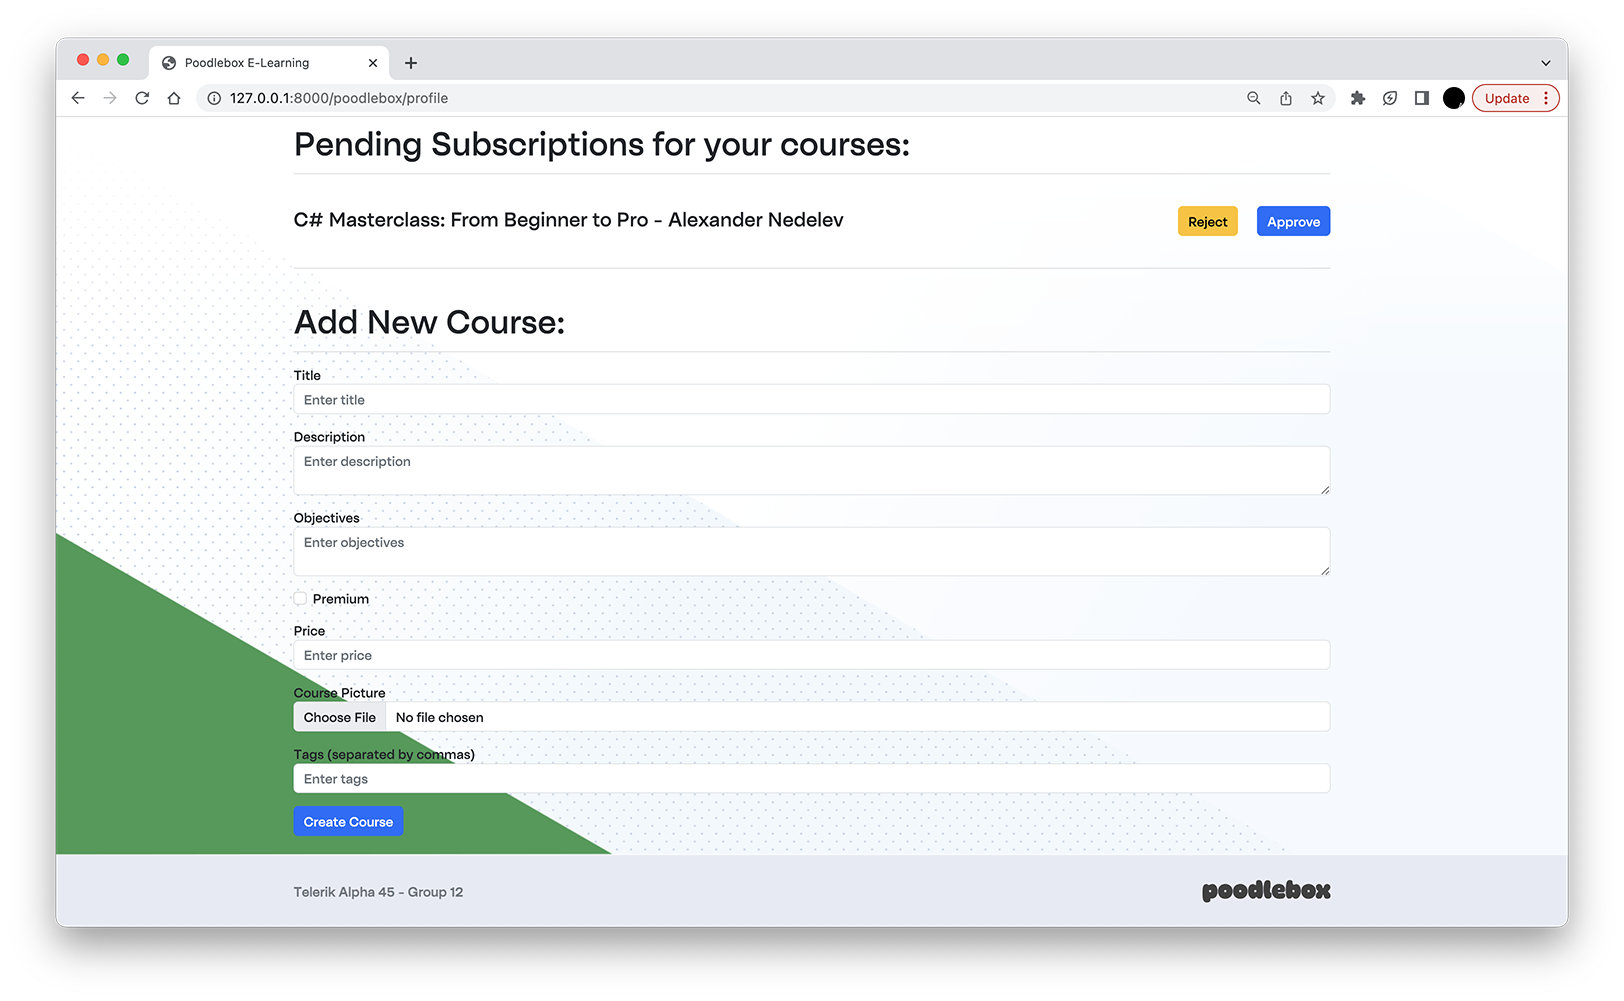 Poodlebox E-Learning
127.0.0.1:8000/poodlebox/profile
Update
Pending Subscriptions for your courses:
C# Masterclass: From Beginner to Pro - Alexander Nedelev
Reject
Approve
Add New Course:
Title
Enter title
Description
Enter description
Objectives
Enter objectives
Premium
Price
Enter price
Course Picture
Choose File No file chosen
Tags (separated by commas)
Enter tags
Create Course
Telerik Alpha 45 - Group 12
poodlebox